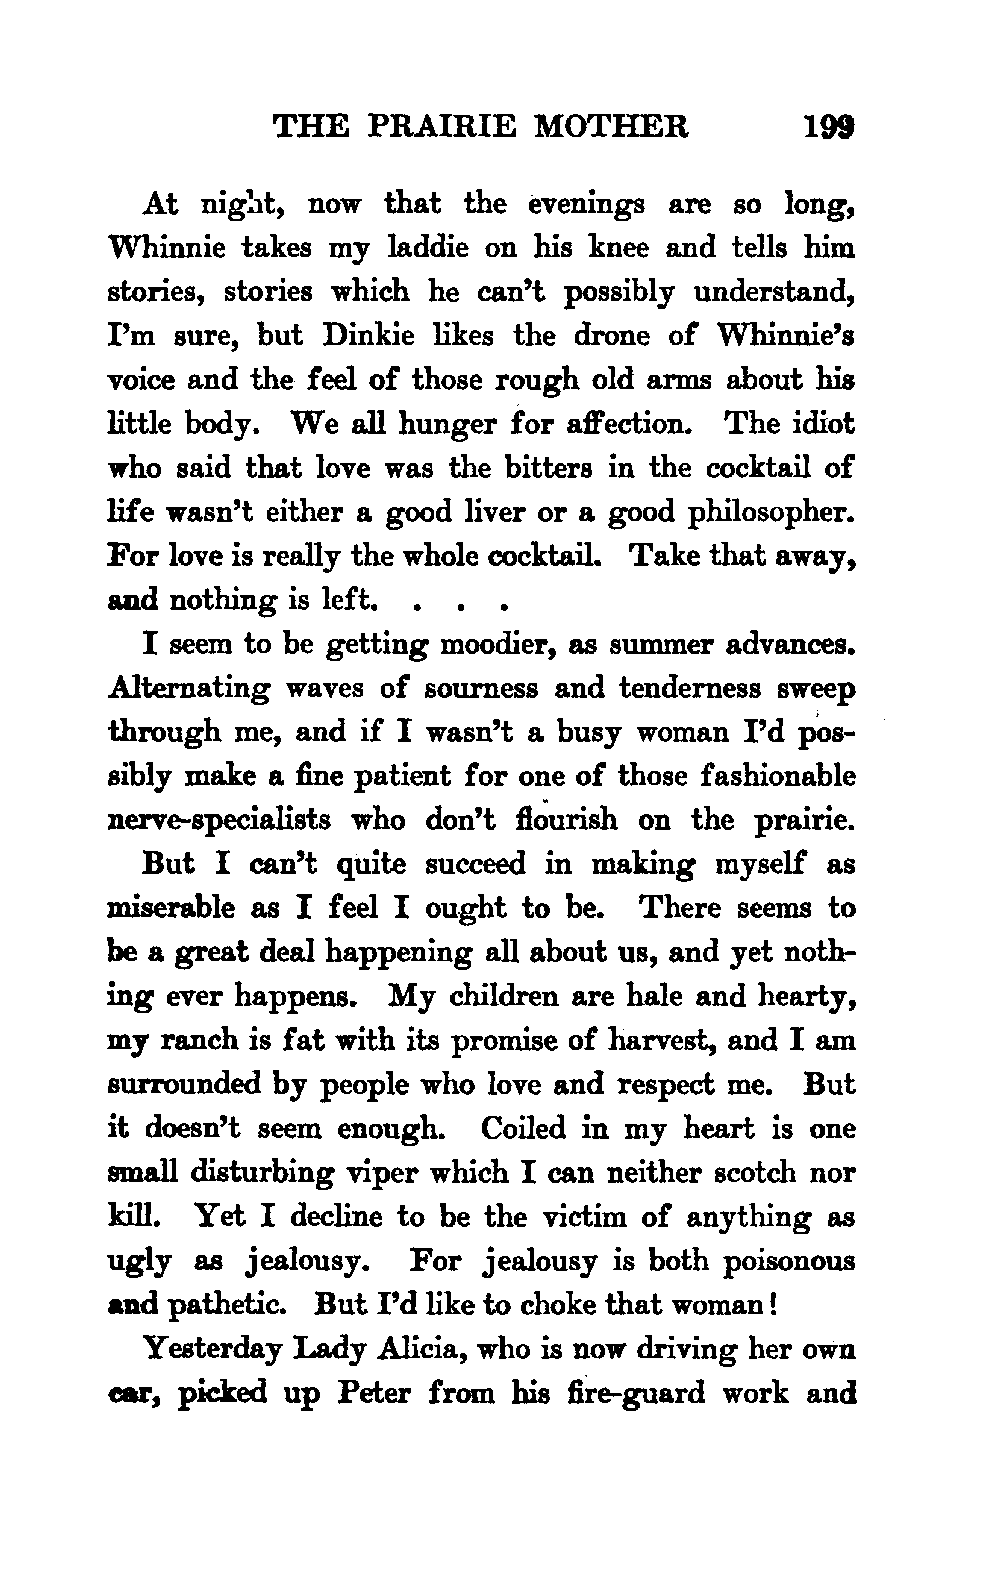 THE PRAIRIE MOTHER 199
At night, now that the evenings are so long,
Whinnie takes my laddie on his knee and tells him
stories, stories which he can't possibly understand,
I'm sure, but Dinkie likes the drone of Whinnie's
voice and the feel of those rough old arms about his
little body. We all hunger for affection. The idiot
who said that love was the bitters in the cocktail of
life wasn't either a good liver or a good philosopher.
For love is really the whole cocktail. Take that away,
and nothing is left. . . .
I seem to be getting moodier, as summer advances.
Alternating waves of sourness and tenderness sweep
through me, and if I wasn't a busy woman I'd pos-
sibly make a fine patient for one of those fashionable
nerve-specialists who don't flourish on the prairie.
But I can't quite succeed in making myself as
miserable as I feel I ought to be. There seems to
be a great deal happening all about us, and yet noth-
ing ever happens. My children are hale and hearty,
my ranch is fat with its promise of harvest, and I am
surrounded by people who love and respect me. But
it doesn't seem enough. Coiled in my heart is one
small disturbing viper which I can neither scotch nor
kill. Yet I decline to be the victim of anything as
ugly as jealousy. For jealousy is both poisonous
and pathetic. But I'd like to choke that woman!
Yesterday Lady Alicia, who is now driving her own
car, picked up Peter from his fire-guard work and